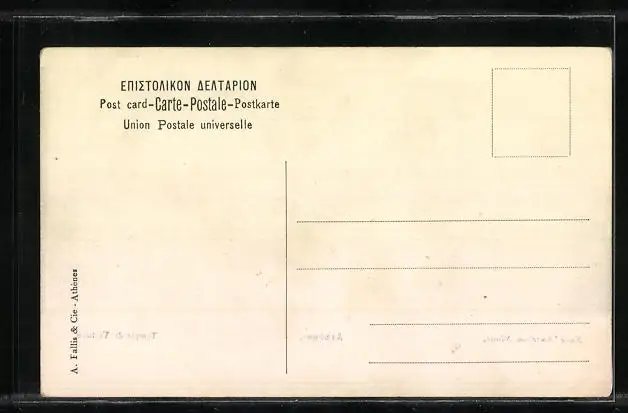 ΕΠΙΣΤΟΛΙΚΟΝ ΔΕΛΤΑΡΙΟΝ
Post card-Carte-Postale-Postkarte
Union Postale universelle
A. Fallis & Cie - Athènes